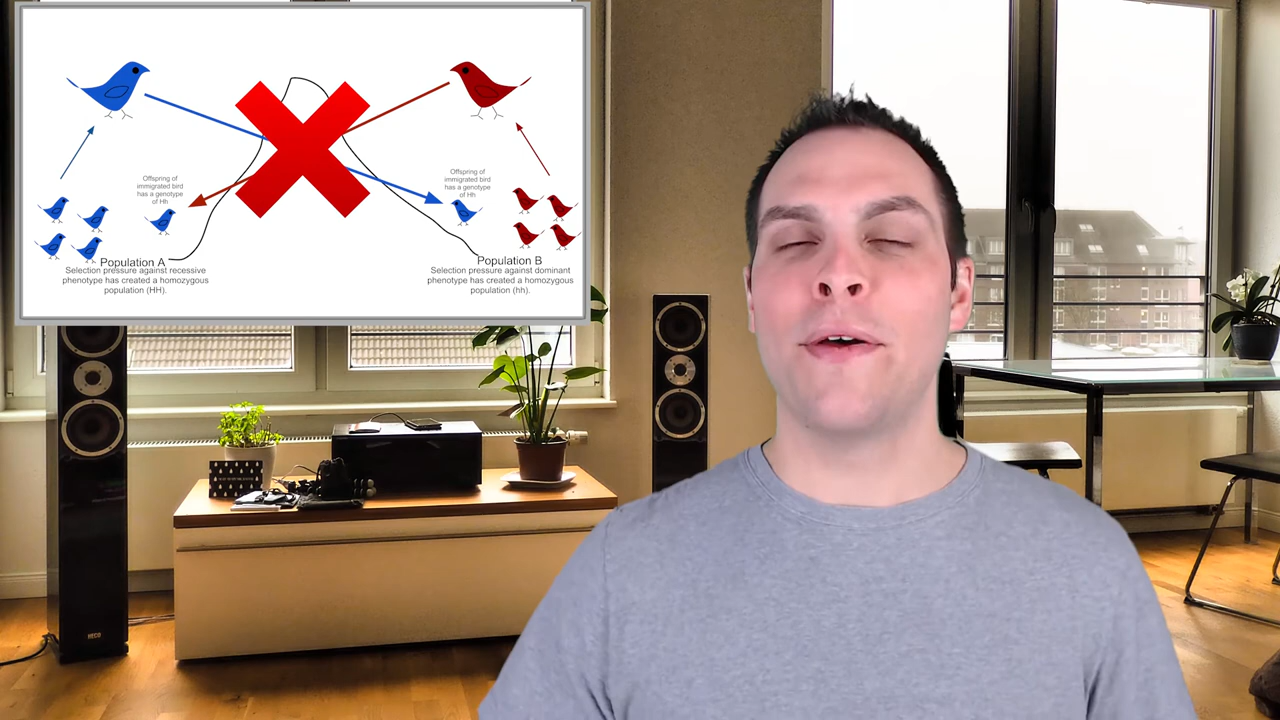 Offspring of
immigrated bird
has a genotype
of Hh
Offspring of
immigrated bird
has a genotype
of Hh
Population A
Selection pressure against recessive
phenotype has created a homozygous
population (HH).
Population B
Selection pressure against dominant
phenotype has created a homozygous
population (hh).
HECO